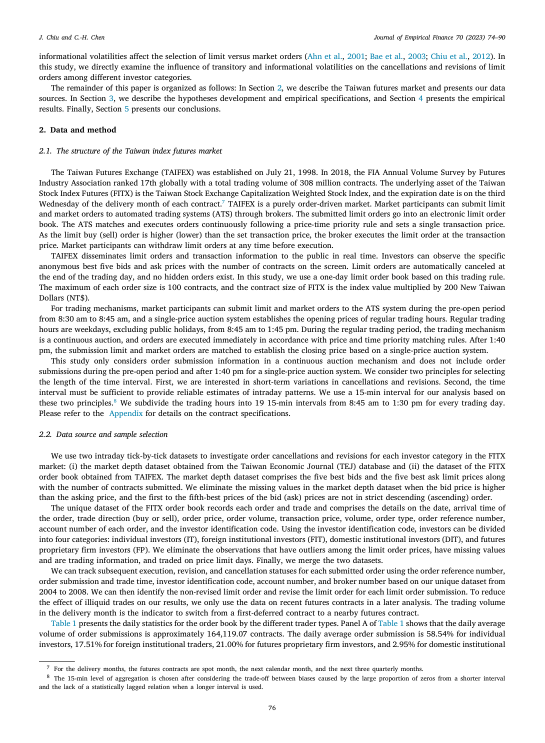 J. Chiu and C.-H. Chen
Journal of Empirical Finance 70 (2023) 74–90
informational volatilities affect the selection of limit versus market orders (Ahn et al., 2001; Bae et al., 2003; Chiu et al., 2012). In
this study, we directly examine the influence of transitory and informational volatilities on the cancellations and revisions of limit
orders among different investor categories.
The remainder of this paper is organized as follows: In Section 2, we describe the Taiwan futures market and presents our data
sources. In Section 3, we describe the hypotheses development and empirical specifications, and Section 4 presents the empirical
results. Finally, Section 5 presents our conclusions.
2. Data and method
2.1. The structure of the Taiwan index futures market
The Taiwan Futures Exchange (TAIFEX) was established on July 21, 1998. In 2018, the FIA Annual Volume Survey by Futures
Industry Association ranked 17th globally with a total trading volume of 308 million contracts. The underlying asset of the Taiwan
Stock Index Futures (FITX) is the Taiwan Stock Exchange Capitalization Weighted Stock Index, and the expiration date is on the third
Wednesday of the delivery month of each contract.7 TAIFEX is a purely order-driven market. Market participants can submit limit
and market orders to automated trading systems (ATS) through brokers. The submitted limit orders go into an electronic limit order
book. The ATS matches and executes orders continuously following a price-time priority rule and sets a single transaction price.
As the limit buy (sell) order is higher (lower) than the set transaction price, the broker executes the limit order at the transaction
price. Market participants can withdraw limit orders at any time before execution.
TAIFEX disseminates limit orders and transaction information to the public in real time. Investors can observe the specific
anonymous best five bids and ask prices with the number of contracts on the screen. Limit orders are automatically canceled
at the end of the trading day, and no hidden orders exist. In this study, we use a one-day limit order book based on this trading rule.
The maximum of each order size is 100 contracts, and the contract size of FITX is the index value multiplied by 200 New Taiwan
Dollars (NT$).
For trading mechanisms, market participants can submit limit and market orders to the ATS system during the pre-open period
from 8:30 am to 8:45 am, and a single-price auction system establishes the opening prices of regular trading hours. Regular trading
hours are weekdays, excluding public holidays, from 8:45 am to 1:45 pm. During the regular trading period, the trading mechanism
is a continuous auction, and orders are executed immediately in accordance with price and time priority matching rules. After 1:40
pm, the submission limit and market orders are matched to establish the closing price based on a single-price auction system.
This study only considers order submission information in a continuous auction mechanism and does not include order
submissions during the pre-open period and after 1:40 pm for a single-price auction system. We consider two principles for selecting
the length of the time interval. First, we are interested in short-term variations in cancellations and revisions. Second, the time
interval must be sufficient to provide reliable estimates of intraday patterns. We use a 15-min interval for our analysis based on
these two principles.8 We subdivide the trading hours into 19 15-min intervals from 8:45 am to 1:30 pm for every trading day.
Please refer to the Appendix for details on the contract specifications.
2.2. Data source and sample selection
We use two intraday tick-by-tick datasets to investigate order cancellations and revisions for each investor category in the FITX
market: (i) the market depth dataset obtained from the Taiwan Economic Journal (TEJ) database and (ii) the dataset of the FITX
order book obtained from TAIFEX. The market depth dataset comprises the five best bids and the five best ask limit prices along
with the number of contracts submitted. We eliminate the missing values in the market depth dataset when the bid price is higher
than the asking price, and the first to the fifth-best prices of the bid (ask) prices are not in strict descending (ascending) order.
The unique dataset of the FITX order book records each order and trade and comprises the details on the date, arrival time of
the order, trade direction (buy or sell), order price, order volume, transaction price, volume, order type, order reference number,
account number of each order, and the investor identification code. Using the investor identification code, investors can be divided
into four categories: individual investors (IT), foreign institutional investors (FIT), domestic institutional investors (DIT), and futures
proprietary firm investors (FP). We eliminate the observations that have outliers among the limit order prices, have missing values
and are trading information, and traded on price limit days. Finally, we merge the two datasets.
We can track subsequent execution, revision, and cancellation statuses for each submitted order using the order reference number,
order submission and trade time, investor identification code, account number, and broker number based on our unique dataset from
2004 to 2008. We can identify the non-revised limit order and revise the limit order for each limit order submission. To reduce
the effect of illiquid trades on our results, we only use the data on recent futures contracts in a later analysis. The trading volume
in the delivery month is the indicator to switch from a first-deferred contract to a nearby futures contract.
Table 1 presents the daily statistics for the order book by the different trader types. Panel A of Table 1 shows that the daily average
volume of order submissions is approximately 164,119.07 contracts. The daily average order submission is 58.54% for individual
investors, 17.51% for foreign institutional traders, 21.00% for futures proprietary firm investors, and 2.95% for domestic institutional
7 For the delivery months, the futures contracts are spot month, the next calendar month, and the next three quarterly months.
8 The 15-min level of aggregation is chosen after considering the trade-off between biases caused by the large proportion of zeros from a shorter interval
and the lack of a statistically lagged relation when a longer interval is used.
76